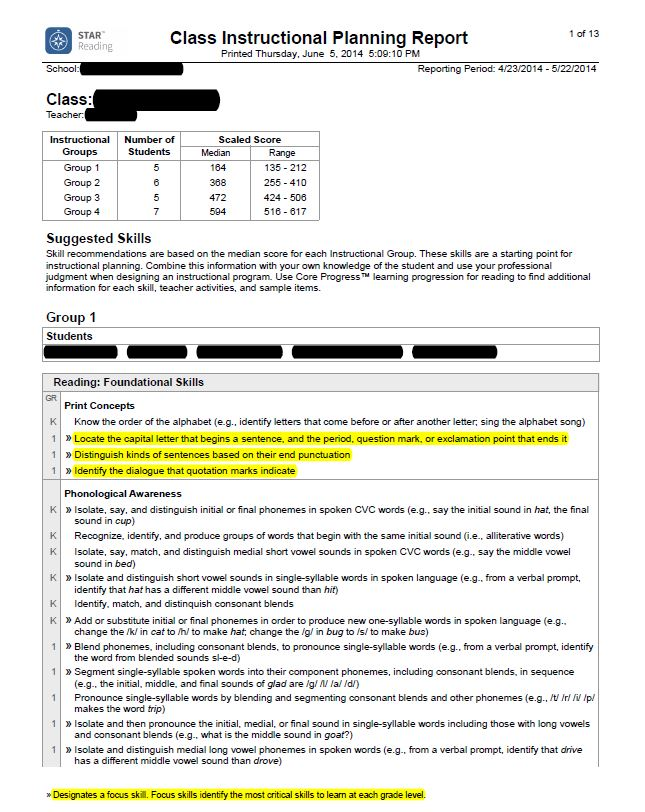 STAR™
Reading
Class Instructional Planning Report
1 of 13
Printed Thursday, June 5, 2014 5:09:10 PM
School:
Reporting Period: 4/23/2014 - 5/22/2014
Class:
Teacher:
Instructional Groups Number of Students Scaled Score
Median Range
Group 1 5 164 135 - 212
Group 2 6 368 255 - 410
Group 3 5 472 424 - 506
Group 4 7 594 516 - 617
Suggested Skills
Skill recommendations are based on the median score for each Instructional Group. These skills are a starting point for
instructional planning. Combine this information with your own knowledge of the student and use your professional
judgment when designing an instructional program. Use Core Progress™ learning progression for reading to find additional
information for each skill, teacher activities, and sample items.
Group 1
Students
Reading: Foundational Skills
GR
Print Concepts
K Know the order of the alphabet (e.g., identify letters that come before or after another letter; sing the alphabet song)
1 » Locate the capital letter that begins a sentence, and the period, question mark, or exclamation point that ends it
1 » Distinguish kinds of sentences based on their end punctuation
1 » Identify the dialogue that quotation marks indicate
Phonological Awareness
K » Isolate, say, and distinguish initial or final phonemes in spoken CVC words (e.g., say the initial sound in hat, the final
sound in cup)
K Recognize, identify, and produce groups of words that begin with the same initial sound (i.e., alliterative words)
K Isolate, say, match, and distinguish medial short vowel sounds in spoken CVC words (e.g., say the middle vowel
sound in bed)
K » Isolate and distinguish short vowel sounds in single-syllable words in spoken language (e.g., from a verbal prompt,
identify that hat has a different middle vowel sound than hit)
K Identify, match, and distinquish consonant blends
K » Add or substitute initial or final phonemes in order to produce new one-syllable words in spoken language (e.g.,
change the /k/ in cat to /h/ to make hat; change the /g/ in bug to /s/ to make bus)
1 » Blend phonemes, including consonant blends, to pronounce single-syllable words (e.g., from a verbal prompt, identify
the word from blended sounds sl-e-d)
1 » Segment single-syllable spoken words into their component phonemes, including consonant blends, in sequence
(e.g., the initial, middle, and final sounds of glad are /g/ /l/ /a/ /d/)
1 Pronounce single-syllable words by blending and segmenting consonant blends and other phonemes (e.g., /t/ /r/ /i/ /p/
makes the word trip)
1 » Isolate and then pronounce the initial, medial, or final sound in single-syllable words including those with long vowels
and consonant blends (e.g., what is the middle sound in goat?)
1 » Isolate and distinguish medial long vowel phonemes in spoken words (e.g., from a verbal prompt, identify that drive
has a different middle vowel sound than drove)
» Designates a focus skill. Focus skills identify the most critical skills to learn at each grade level.